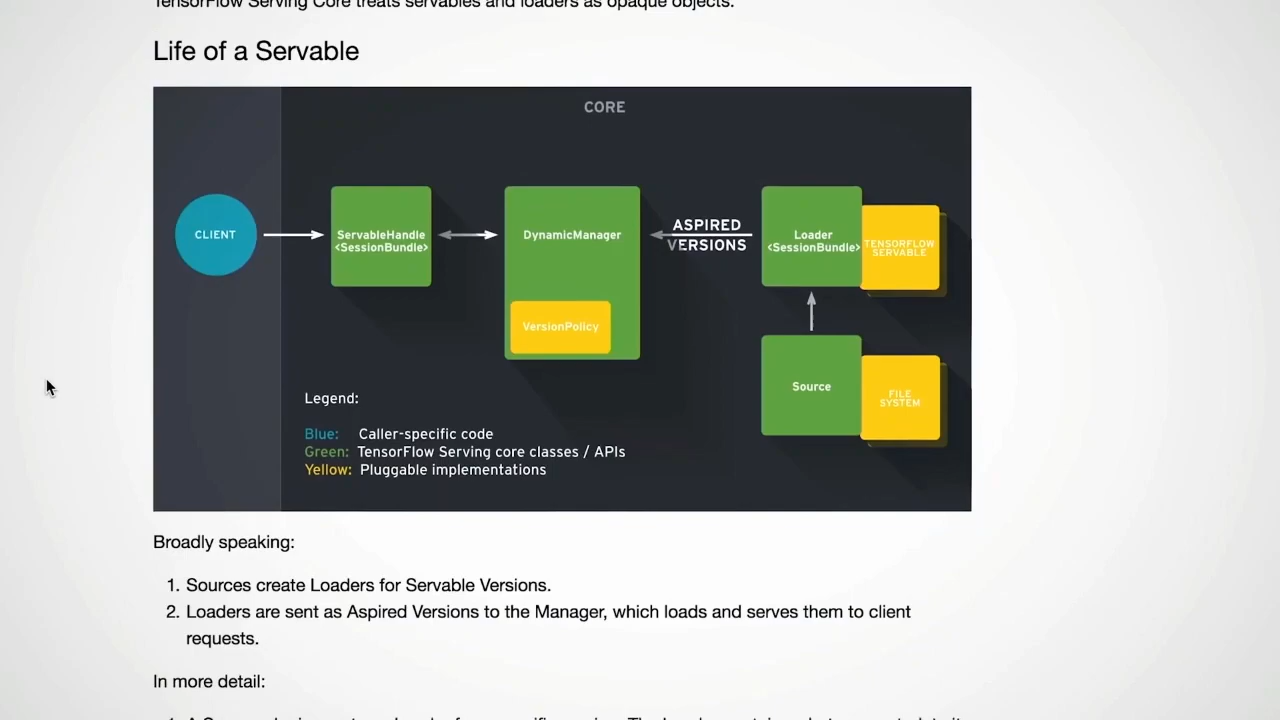 TensorFlow Serving Core treats servables and loaders as opaque objects.
Life of a Servable
CORE
CLIENT
ServableHandle
<SessionBundle>
DynamicManager
VersionPolicy
ASPIRED
VERSIONS
Loader
<SessionBundle>
TENSORFLOW
SERVABLE
Source
FILE
SYSTEM
Legend:
Blue: Caller-specific code
Green: TensorFlow Serving core classes / APIs
Yellow: Pluggable implementations
Broadly speaking:
1. Sources create Loaders for Servable Versions.
2. Loaders are sent as Aspired Versions to the Manager, which loads and serves them to client
requests.
In more detail: